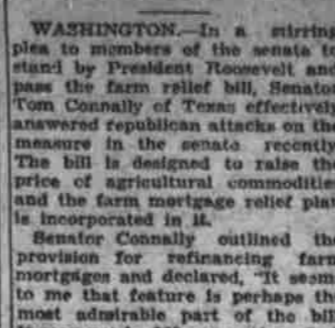 WASHINGTON.—In a stirring
plea to members of the senate to
stand by President Roosevelt and
pass the farm relief bill, Senator
Tom Connally of Texas effectively
answered republican attacks on the
measure in the senate recently
The bill is designed to raise the
price of agricultural commoditie
and the farm mortgage relief plan
is incorporated in it.
Senator Connally outlined the
provision for refinancing farm
mortgages and declared, "It seems
to me that feature is perhaps the
most admirable part of the bill